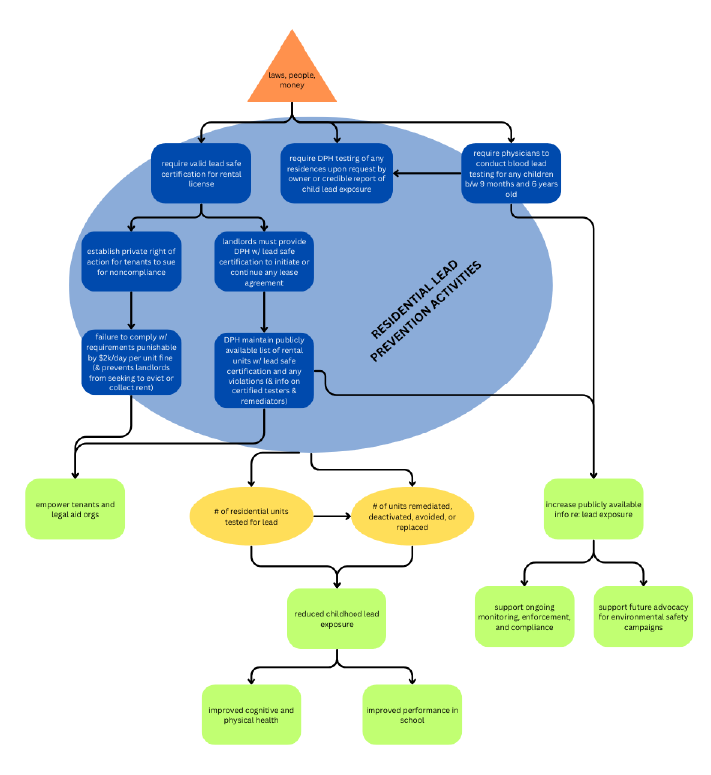 laws, people,
money
require valid lead safe
certification for rental
license
require DPH testing of any
residences upon request by
owner or credible report of
child lead exposure
require physicians to
conduct blood lead
testing for any children
b/w 9 months and 6 years
old
establish private right of
action for tenants to sue
for noncompliance
landlords must provide
DPH w/ lead safe
certification to initiate or
continue any lease
agreement
RESIDENTIAL LEAD
PREVENTION ACTIVITIES
failure to comply w/
requirements punishable
by $2k/day per unit fine
(& prevents landlords
from seeking to evict or
collect rent)
DPH maintain publicly
available list of rental
units w/ lead safe
certification and any
violations (& info on
certified testers &
remediators)
empower tenants and
legal aid orgs
# of residential units
tested for lead
# of units remediated,
deactivated, avoided, or
replaced
increase publicly available
info re: lead exposure
reduced childhood lead
exposure
support ongoing
monitoring, enforcement,
and compliance
support future advocacy
for environmental safety
campaigns
improved cognitive and
physical health
improved performance in
school